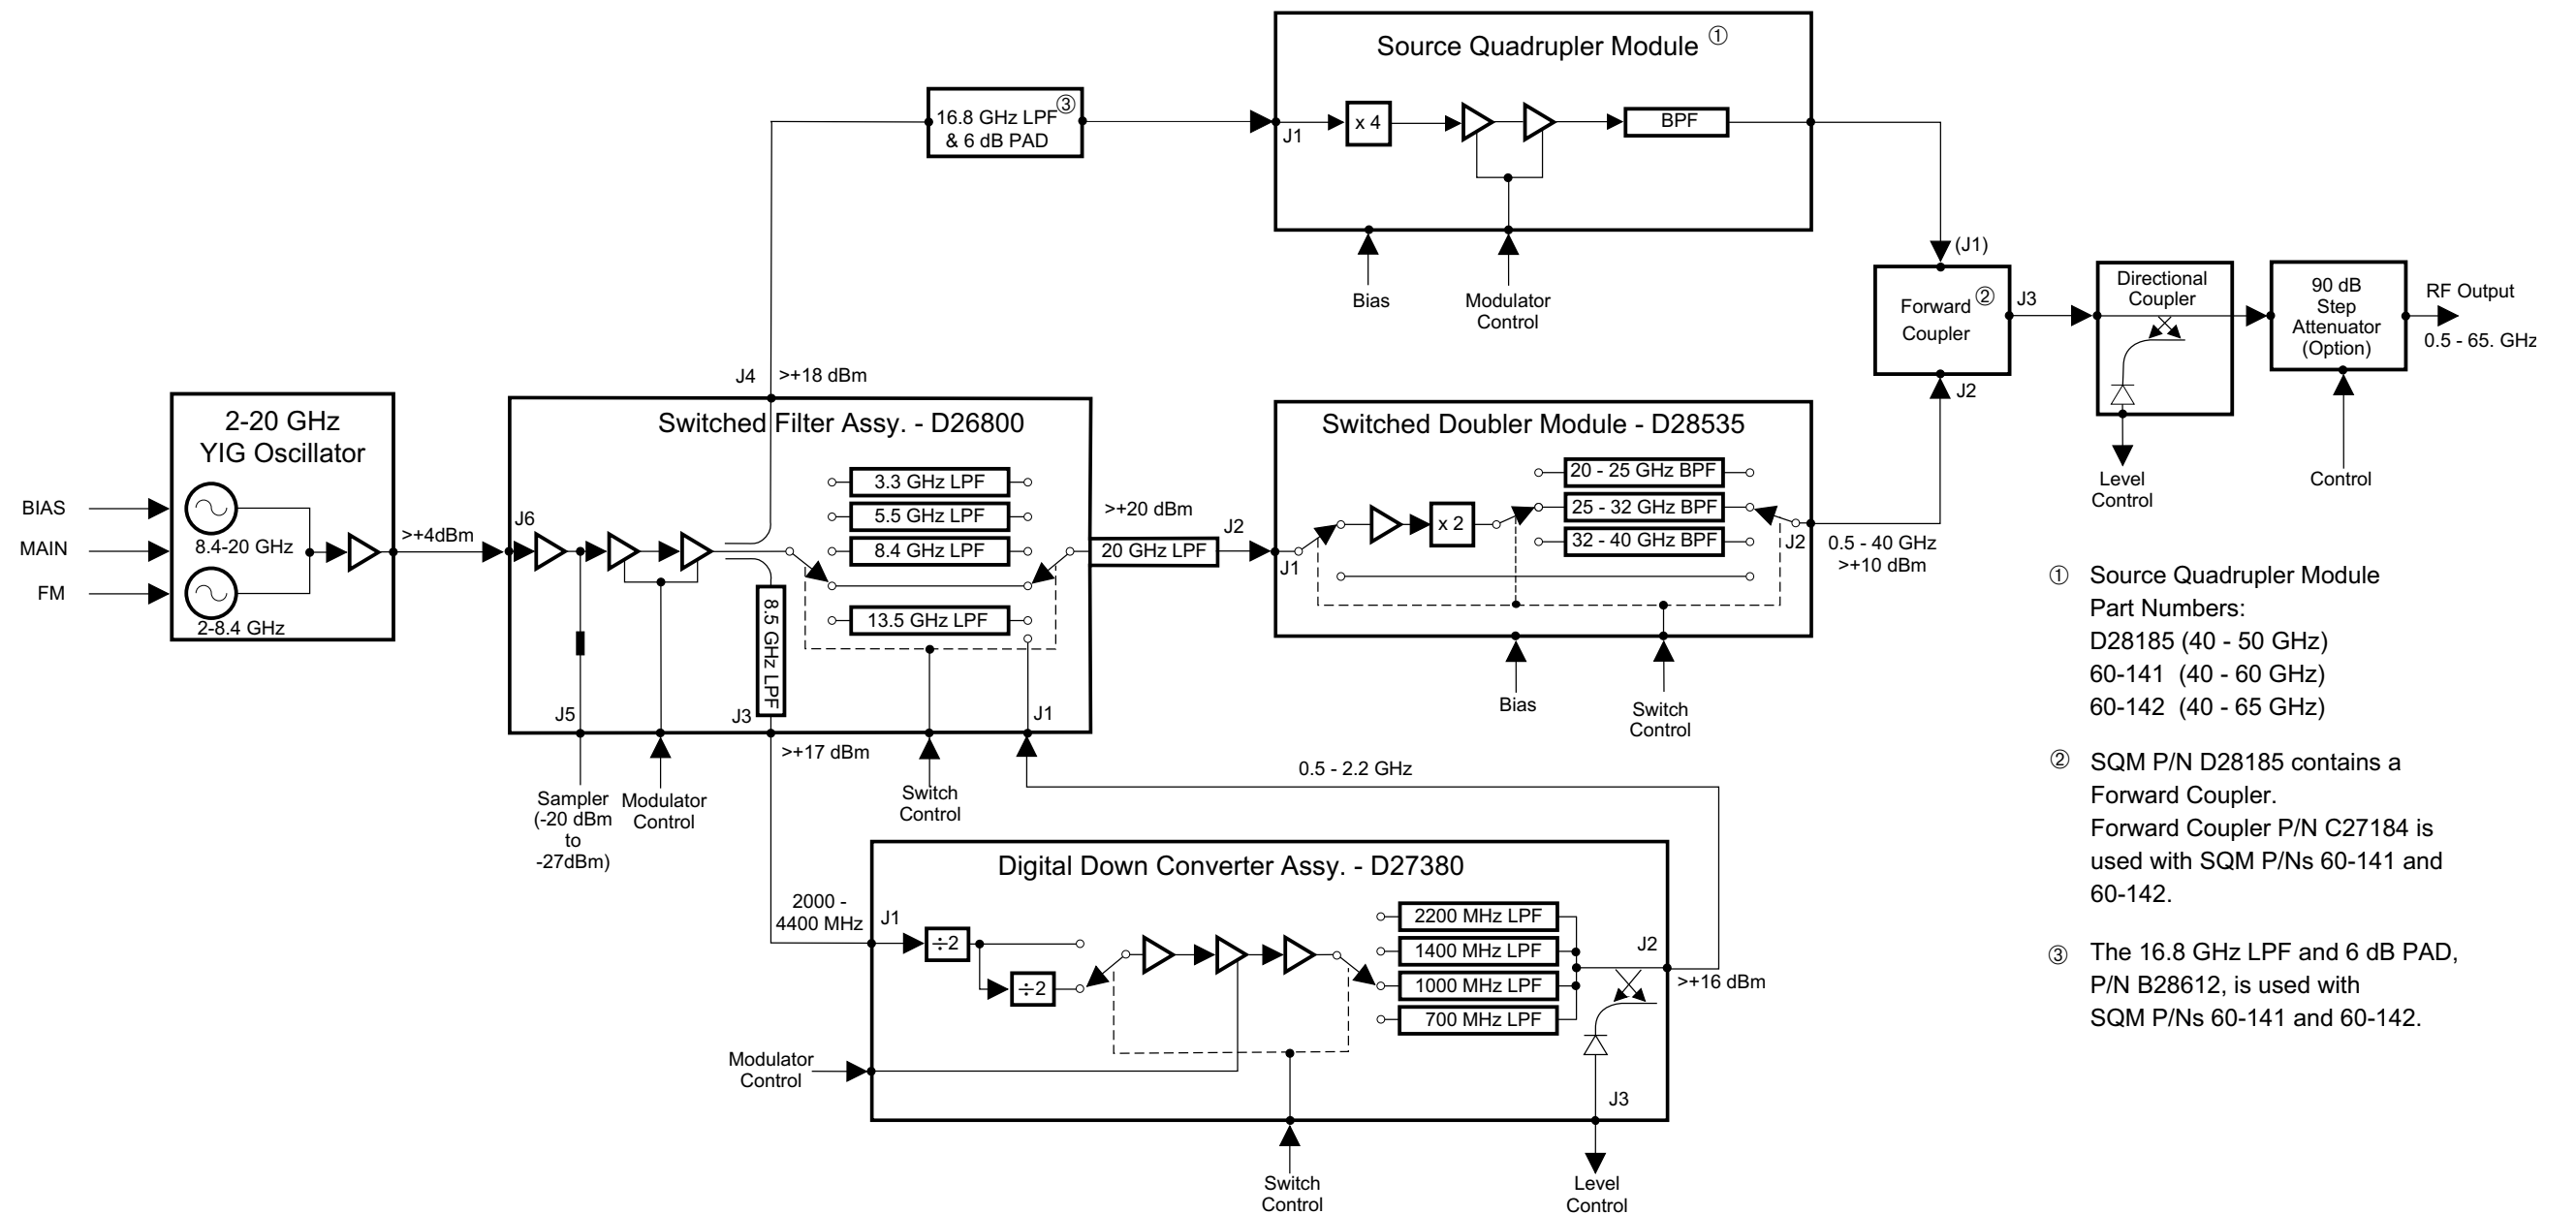 Source Quadrupler Module ①
16.8 GHz LPF ③
& 6 dB PAD
J1
x 4
BPF
Bias
Modulator
Control
(J1)
Forward ②
Coupler
J3
J2
Directional
Coupler
Level
Control
90 dB
Step
Attenuator
(Option)
Control
RF Output
0.5 - 65. GHz
J4
>+18 dBm
2-20 GHz
YIG Oscillator
BIAS
MAIN
FM
8.4-20 GHz
2-8.4 GHz
>+4dBm
Switched Filter Assy. - D26800
J6
3.3 GHz LPF
5.5 GHz LPF
8.4 GHz LPF
13.5 GHz LPF
8.5 GHz LPF
J5
J3
J1
>+20 dBm
20 GHz LPF
J2
Sampler
(-20 dBm
to
-27dBm)
Modulator
Control
>+17 dBm
Switch
Control
Switched Doubler Module - D28535
J1
x 2
20 - 25 GHz BPF
25 - 32 GHz BPF
32 - 40 GHz BPF
J2
0.5 - 40 GHz
>+10 dBm
Bias
Switch
Control
0.5 - 2.2 GHz
Digital Down Converter Assy. - D27380
2000 -
4400 MHz
J1
÷2
÷2
2200 MHz LPF
1400 MHz LPF
1000 MHz LPF
700 MHz LPF
J2
>+16 dBm
Modulator
Control
J3
Switch
Control
Level
Control
① Source Quadrupler Module
Part Numbers:
D28185 (40 - 50 GHz)
60-141 (40 - 60 GHz)
60-142 (40 - 65 GHz)
② SQM P/N D28185 contains a
Forward Coupler.
Forward Coupler P/N C27184 is
used with SQM P/Ns 60-141 and
60-142.
③ The 16.8 GHz LPF and 6 dB PAD,
P/N B28612, is used with
SQM P/Ns 60-141 and 60-142.